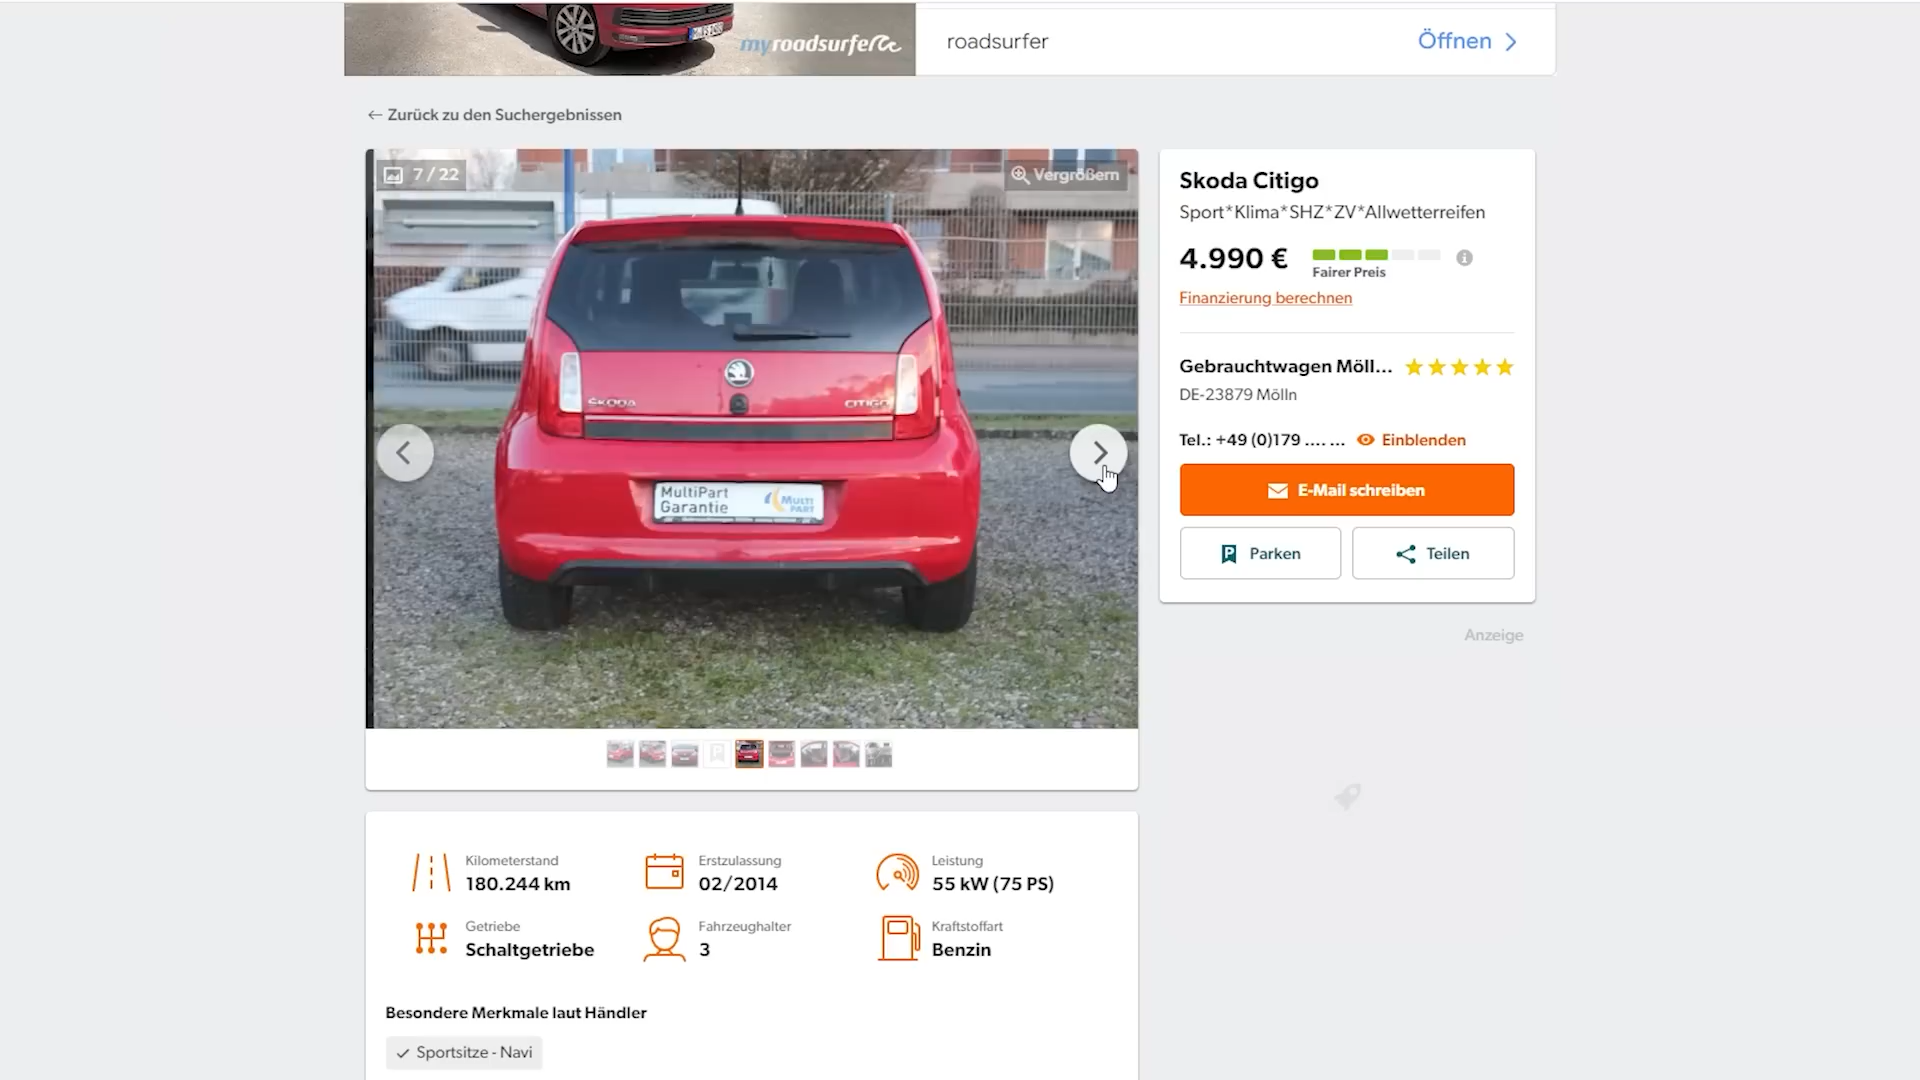 myroadsurfer
roadsurfer
Öffnen
← Zurück zu den Suchergebnissen
7 / 22
Vergrößern
ŠKODA
CITIGO
MultiPart
Garantie
MULTI
PART
Skoda Citigo
Sport*Klima*SHZ*ZV*Allwetterreifen
4.990 €
Fairer Preis
Finanzierung berechnen
Gebrauchtwagen Möll...
DE-23879 Mölln
Tel.: +49 (0)179 .... ...
Einblenden
E-Mail schreiben
Parken
Teilen
Anzeige
Kilometerstand
180.244 km
Erstzulassung
02/2014
Leistung
55 kW (75 PS)
Getriebe
Schaltgetriebe
Fahrzeughalter
3
Kraftstoffart
Benzin
Besondere Merkmale laut Händler
Sportsitze - Navi